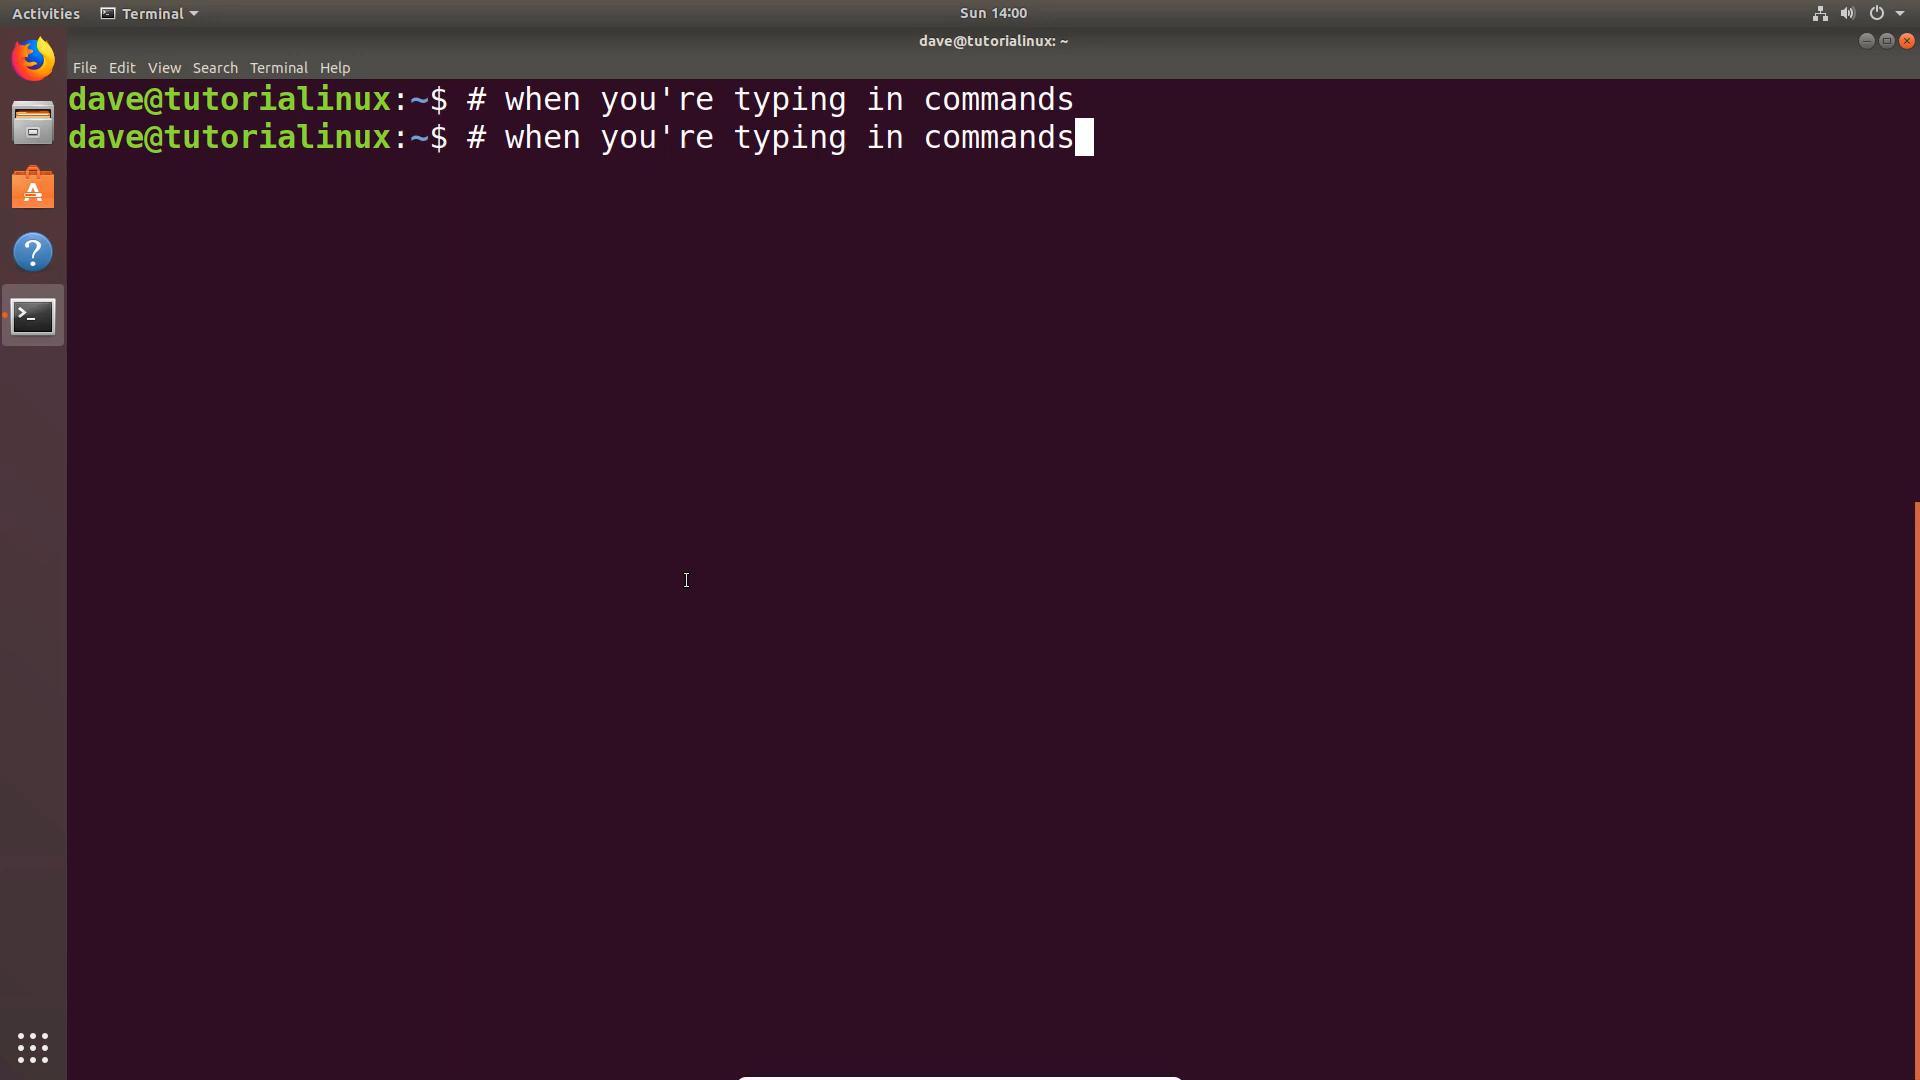 Activities Terminal Sun 14:00
dave@tutorialinux: ~
File Edit View Search Terminal Help
dave@tutorialinux:~$ # when you're typing in commands
dave@tutorialinux:~$ # when you're typing in commands